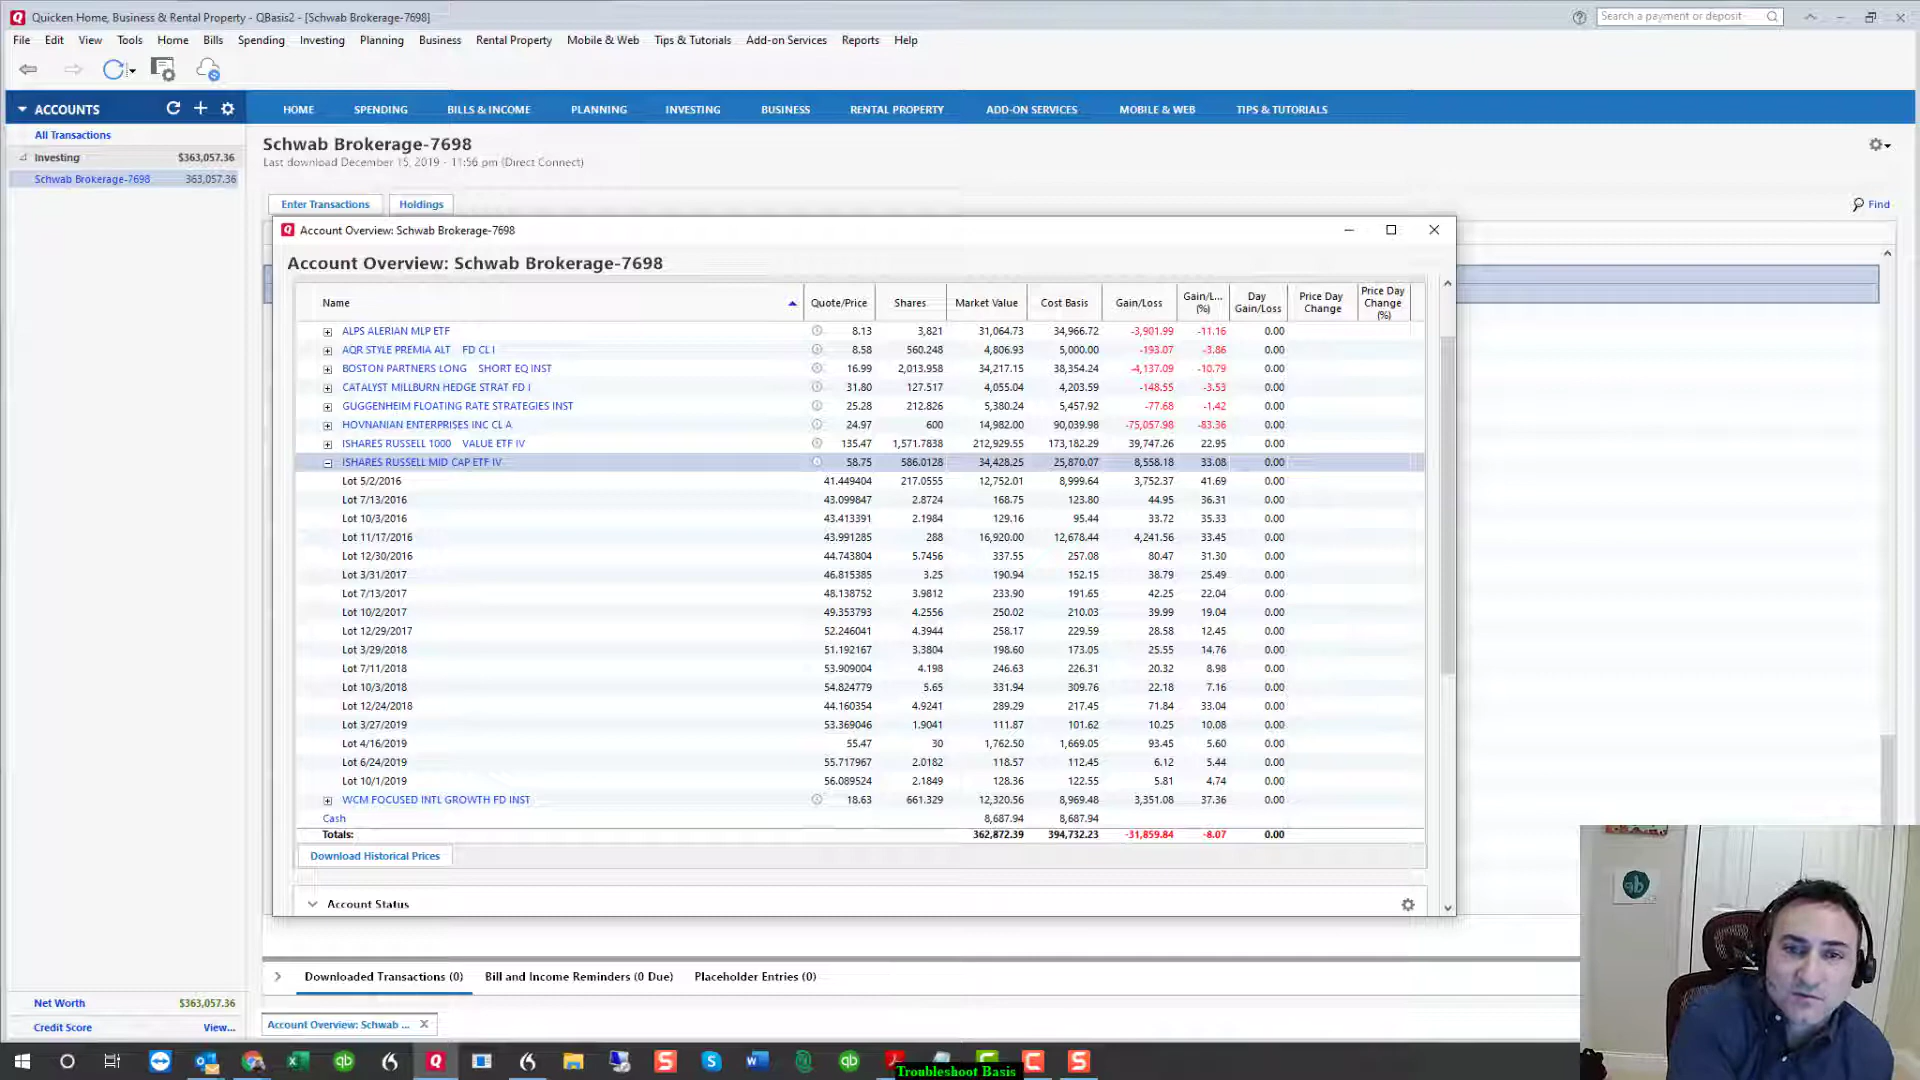 Quicken Home, Business & Rental Property - QBasis2 - [Schwab Brokerage-7698]
Search a payment or deposit
File Edit View Tools Home Bills Spending Investing Planning Business Rental Property Mobile & Web Tips & Tutorials Add-on Services Reports Help
ACCOUNTS
HOME SPENDING BILLS & INCOME PLANNING INVESTING BUSINESS RENTAL PROPERTY ADD-ON SERVICES MOBILE & WEB TIPS & TUTORIALS
All Transactions
Investing $363,057.36
Schwab Brokerage-7698 363,057.36
Schwab Brokerage-7698
Last download December 15, 2019 - 11:56 pm (Direct Connect)
Enter Transactions Holdings Find
Account Overview: Schwab Brokerage-7698
Account Overview: Schwab Brokerage-7698
Name Quote/Price Shares Market Value Cost Basis Gain/Loss Gain/L... (%) Day Gain/Loss Price Day Change Price Day Change (%)
ALPS ALERIAN MLP ETF 8.13 3,821 31,064.73 34,966.72 -3,901.99 -11.16 0.00
AQR STYLE PREMIA ALT FD CL I 8.58 560.248 4,806.93 5,000.00 -193.07 -3.86 0.00
BOSTON PARTNERS LONG SHORT EQ INST 16.99 2,013.958 34,217.15 38,354.24 -4,137.09 -10.79 0.00
CATALYST MILLBURN HEDGE STRAT FD I 31.80 127.517 4,055.04 4,203.59 -148.55 -3.53 0.00
GUGGENHEIM FLOATING RATE STRATEGIES INST 25.28 212.826 5,380.24 5,457.92 -77.68 -1.42 0.00
HOVNANIAN ENTERPRISES INC CL A 24.97 600 14,982.00 90,039.98 -75,057.98 -83.36 0.00
ISHARES RUSSELL 1000 VALUE ETF IV 135.47 1,571.7838 212,929.55 173,182.29 39,747.26 22.95 0.00
ISHARES RUSSELL MID CAP ETF IV 58.75 586.0128 34,428.25 25,870.07 8,558.18 33.08 0.00
Lot 5/2/2016 41.449404 217.0555 12,752.01 8,999.64 3,752.37 41.69 0.00
Lot 7/13/2016 43.099847 2.8724 168.75 123.80 44.95 36.31 0.00
Lot 10/3/2016 43.413391 2.1984 129.16 95.44 33.72 35.33 0.00
Lot 11/17/2016 43.991285 288 16,920.00 12,678.44 4,241.56 33.45 0.00
Lot 12/30/2016 44.743804 5.7456 337.55 257.08 80.47 31.30 0.00
Lot 3/31/2017 46.815385 3.25 190.94 152.15 38.79 25.49 0.00
Lot 7/13/2017 48.138752 3.9812 233.90 191.65 42.25 22.04 0.00
Lot 10/2/2017 49.353793 4.2556 250.02 210.03 39.99 19.04 0.00
Lot 12/29/2017 52.246041 4.3944 258.17 229.59 28.58 12.45 0.00
Lot 3/29/2018 51.192167 3.3804 198.60 173.05 25.55 14.76 0.00
Lot 7/11/2018 53.909004 4.198 246.63 226.31 20.32 8.98 0.00
Lot 10/3/2018 54.824779 5.65 331.94 309.76 22.18 7.16 0.00
Lot 12/24/2018 44.160354 4.9241 289.29 217.45 71.84 33.04 0.00
Lot 3/27/2019 53.369046 1.9041 111.87 101.62 10.25 10.08 0.00
Lot 4/16/2019 55.47 30 1,762.50 1,669.05 93.45 5.60 0.00
Lot 6/24/2019 55.717967 2.0182 118.57 112.45 6.12 5.44 0.00
Lot 10/1/2019 56.089524 2.1849 128.36 122.55 5.81 4.74 0.00
WCM FOCUSED INTL GROWTH FD INST 18.63 661.329 12,320.56 8,969.48 3,351.08 37.36 0.00
Cash 8,687.94 8,687.94
Totals: 362,872.39 394,732.23 -31,859.84 -8.07 0.00
Download Historical Prices
Account Status
Downloaded Transactions (0) Bill and Income Reminders (0 Due) Placeholder Entries (0)
Net Worth $363,057.36
Account Overview: Schwab ...
Credit Score View...
Troubleshoot Basis